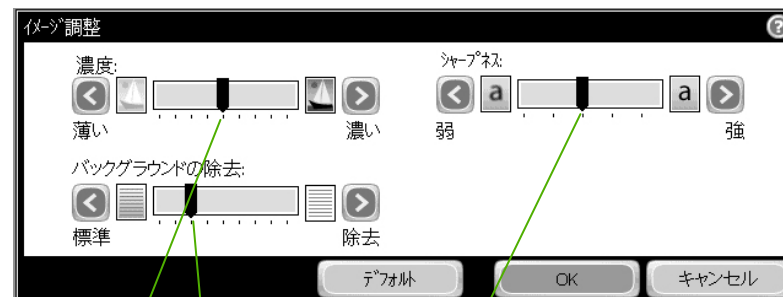 ｲﾒｰｼﾞ調整
?
濃度:
薄い
濃い
ｼｬｰﾌﾟﾈｽ:
a
a
弱
強
バックグラウンドの除去:
標準
除去
ﾃﾞﾌｫﾙﾄ
OK
キャンセル